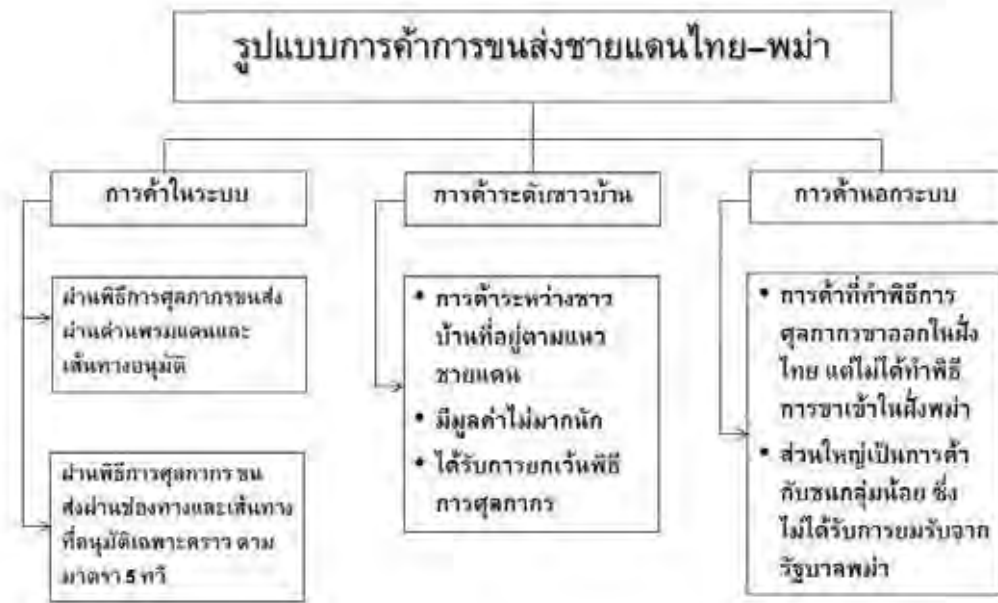 รูปแบบการค้าการขนส่งชายแดนไทย–พม่า
การค้าในระบบ
ผ่านพิธีการศุลกากรขนส่ง
ผ่านด่านพรมแดนและ
เส้นทางอนุมัติ
ผ่านพิธีการศุลกากร ขน
ส่งผ่านช่องทางและเส้นทาง
ที่อนุมัติเฉพาะคราว ตาม
มาตรา 5 ทวิ
การค้าระดับชาวบ้าน
• การค้าระหว่างชาว
บ้านที่อยู่ตามแนว
ชายแดน
• มีมูลค่าไม่มากนัก
• ได้รับการยกเว้นพิธี
การศุลกากร
การค้านอกระบบ
• การค้าที่ทำพิธีการ
ศุลกากรขาออกในฝั่ง
ไทย แต่ไม่ได้ทำพิธี
การขาเข้าในฝั่งพม่า
• ส่วนใหญ่เป็นการค้า
กับชนกลุ่มน้อย ซึ่ง
ไม่ได้รับการยมรับจาก
รัฐบาลพม่า